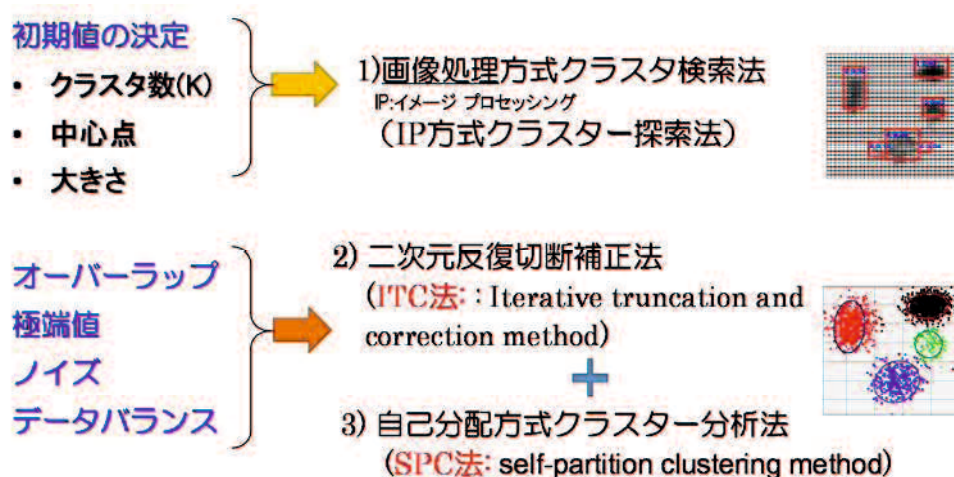 初期値の決定
• クラスタ数(K)
• 中心点
• 大きさ
1)画像処理方式クラスタ検索法
IP:イメージ プロセッシング
(IP方式クラスター探索法)
オーバーラップ
極端値
ノイズ
データバランス
2) 二次元反復切断補正法
(ITC法: : Iterative truncation and
correction method)
+
3) 自己分配方式クラスター分析法
(SPC法: self-partition clustering method)